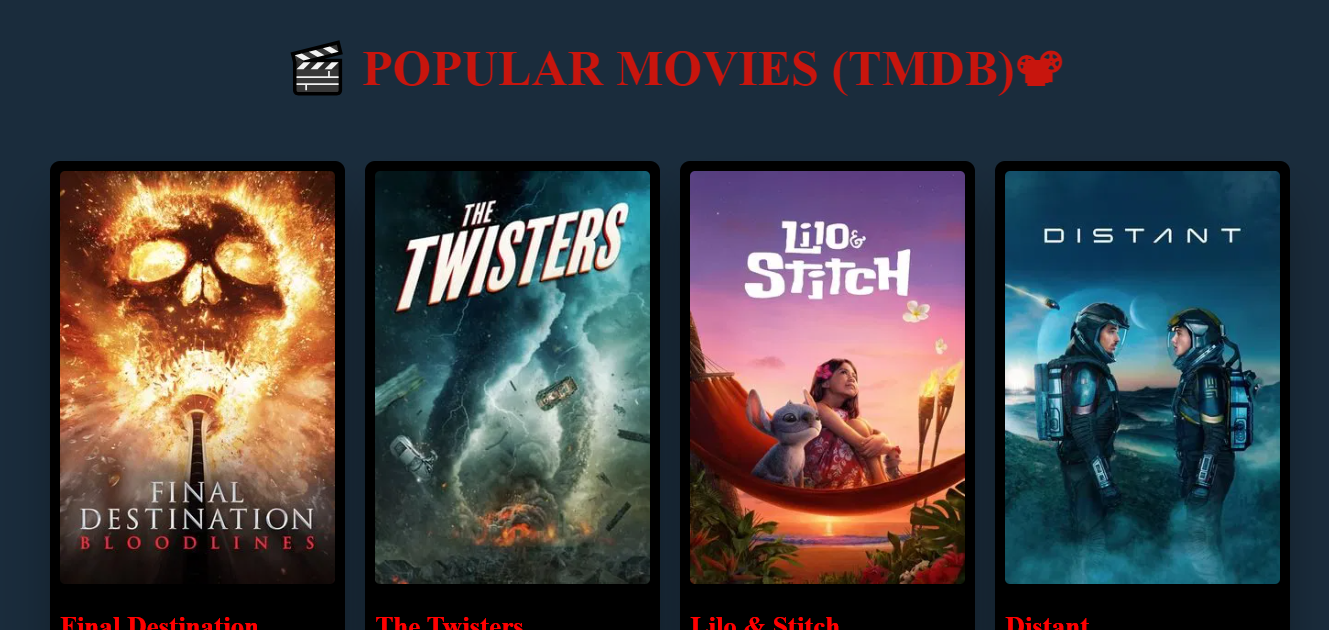 POPULAR MOVIES (TMDB)
FINAL
DESTINATION
BLOODLINES
THE
TWISTERS
Lilo &
Stitch
DISTANT
Final Destination
The Twisters
Lilo & Stitch
Distant